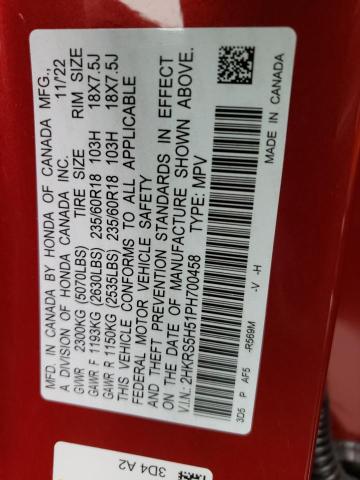 MFD. IN CANADA BY HONDA OF CANADA MFG.,
A DIVISION OF HONDA CANADA INC. 11/22
GVWR 2300KG (5070LBS) TIRE SIZE RIM SIZE
GAWR F 1193KG (2630LBS) 235/60R18 103H 18X7.5J
GAWR R 1150KG (2535LBS) 235/60R18 103H 18X7.5J
THIS VEHICLE CONFORMS TO ALL APPLICABLE
FEDERAL MOTOR VEHICLE SAFETY
AND THEFT PREVENTION STANDARDS IN EFFECT
ON THE DATE OF MANUFACTURE SHOWN ABOVE.
V.I.N.: 2HKRS5H51PH700458 TYPE: MPV
3D5 P AF5 -R569M -V -H
MADE IN CANADA
3D4 A2